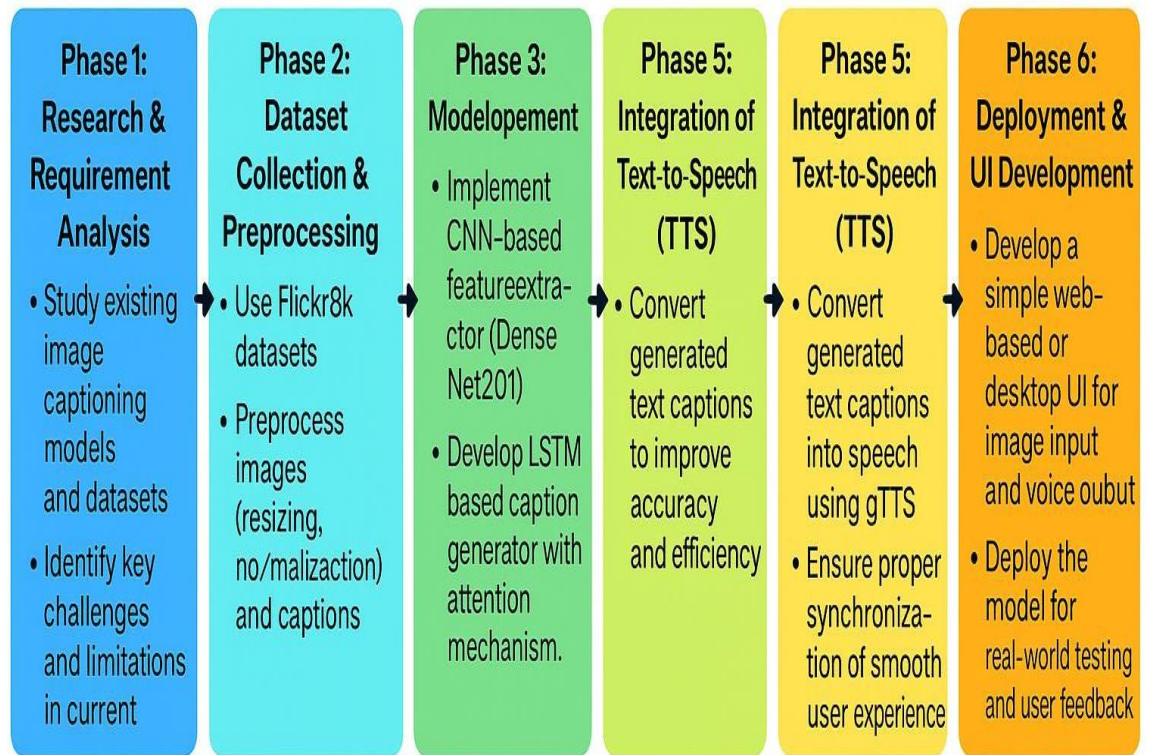 Phase 1:
Research &
Requirement
Analysis
• Study existing
image
captioning
models
and datasets
• Identify key
challenges
and limitations
in current
Phase 2:
Dataset
Collection &
Preprocessing
• Use Flickr8k
datasets
• Preprocess
images
(resizing,
no/malizaction)
and captions
Phase 3:
Modelopement
• Implement
CNN-based
featureextra-
ctor (Dense
Net201)
• Develop LSTM
based caption
generator with
attention
mechanism.
Phase 5:
Integration of
Text-to-Speech
(TTS)
• Convert
generated
text captions
to improve
accuracy
and efficiency
Phase 5:
Integration of
Text-to-Speech
(TTS)
• Convert
generated
text captions
into speech
using gTTS
• Ensure proper
synchroniza-
tion of smooth
user experience
Phase 6:
Deployment &
UI Development
• Develop a
simple web-
based or
desktop UI for
image input
and voice oubut
• Deploy the
model for
real-world testing
and user feedback